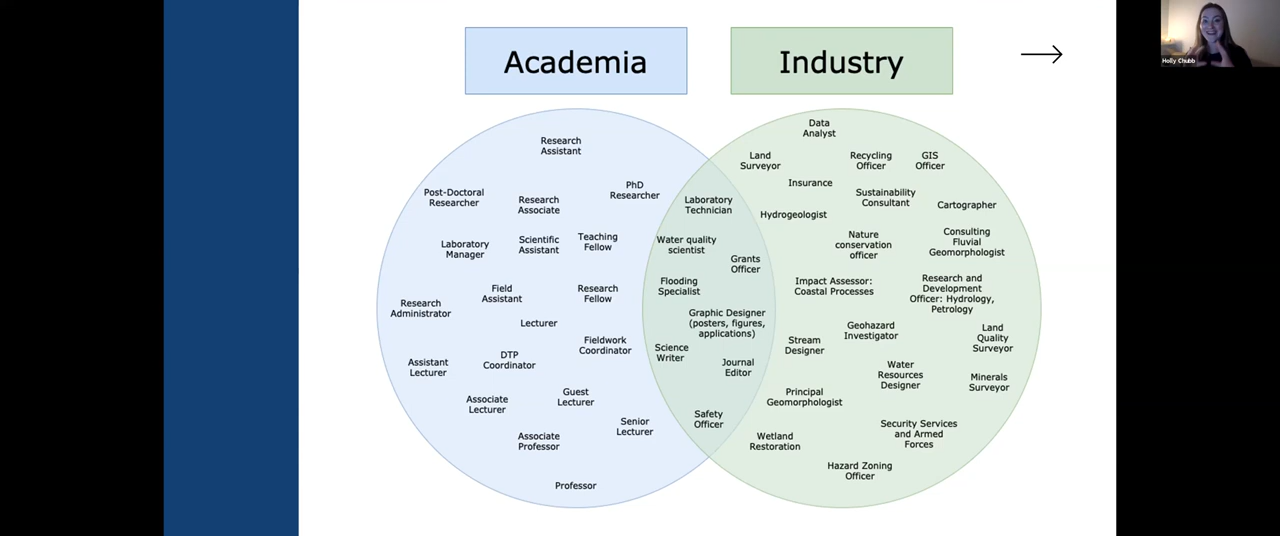 Academia
Industry
Holly Chubb
Research
Assistant
Post-Doctoral
Researcher
Research
Associate
PhD
Researcher
Laboratory
Manager
Scientific
Assistant
Teaching
Fellow
Field
Assistant
Research
Fellow
Research
Administrator
Lecturer
Fieldwork
Coordinator
Assistant
Lecturer
DTP
Coordinator
Associate
Lecturer
Guest
Lecturer
Senior
Lecturer
Associate
Professor
Professor
Laboratory
Technician
Water quality
scientist
Grants
Officer
Flooding
Specialist
Graphic Designer
(posters, figures,
applications)
Science
Writer
Journal
Editor
Safety
Officer
Data
Analyst
Land
Surveyor
Recycling
Officer
GIS
Officer
Insurance
Sustainability
Consultant
Cartographer
Hydrogeologist
Nature
conservation
officer
Consulting
Fluvial
Geomorphologist
Impact Assessor:
Coastal Processes
Research and
Development
Officer: Hydrology,
Petrology
Stream
Designer
Geohazard
Investigator
Land
Quality
Surveyor
Water
Resources
Designer
Minerals
Surveyor
Principal
Geomorphologist
Wetland
Restoration
Security Services
and Armed
Forces
Hazard Zoning
Officer